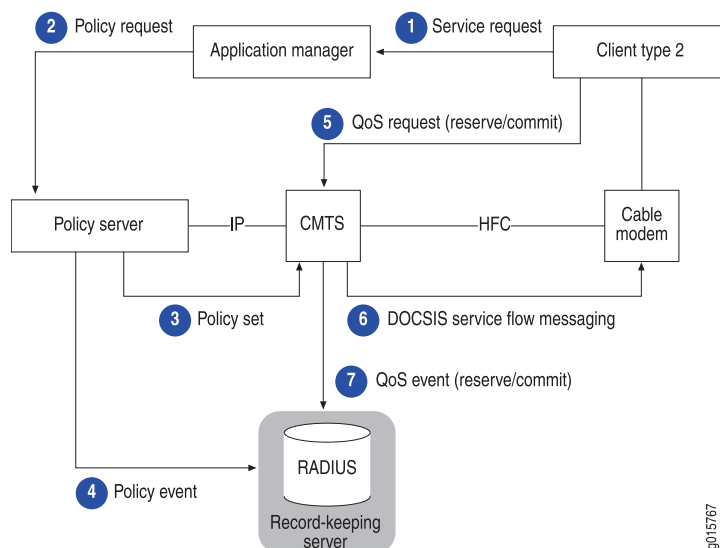 2 Policy request
1 Service request
Application manager
Client type 2
5 QoS request (reserve/commit)
Policy server
IP
CMTS
HFC
Cable
modem
3 Policy set
6 DOCSIS service flow messaging
7 QoS event (reserve/commit)
RADIUS
4 Policy event
Record-keeping
server
g015767